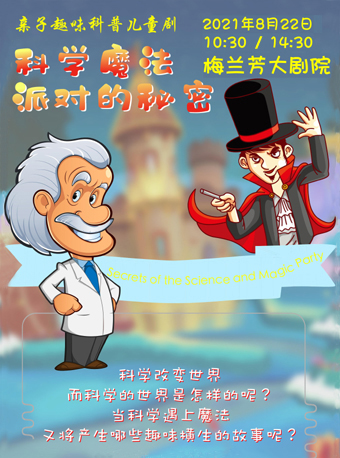 亲子趣味科普儿童剧
2021年8月22日
10:30 / 14:30
梅兰芳大剧院
科学魔法
派对的秘密
Secrets of the Science and Magic Party
科学改变世界
而科学的世界是怎样的呢?
当科学遇上魔法
又将产生哪些趣味横生的故事呢?